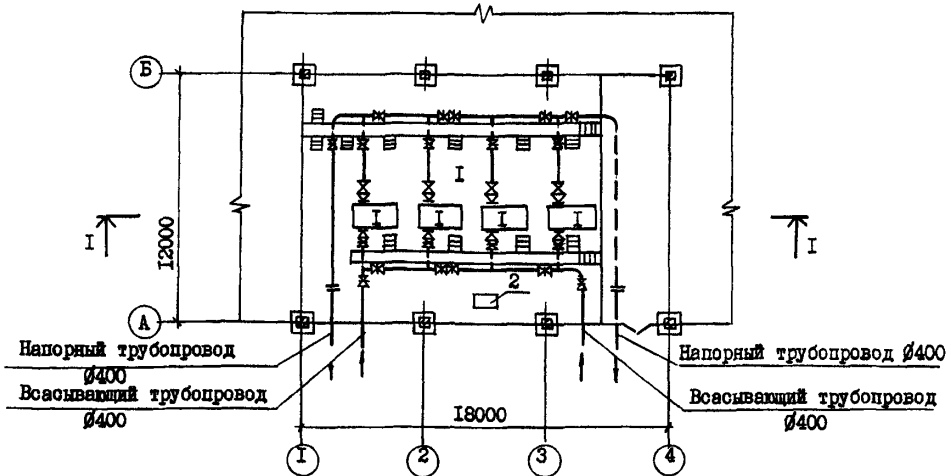 Б
I
I I I I
I I
12000
2
А
Напорный трубопровод
Ø400
Всасывающий трубопровод
Ø400
Напорный трубопровод Ø400
Всасывающий трубопровод
Ø400
18000
1 2 3 4